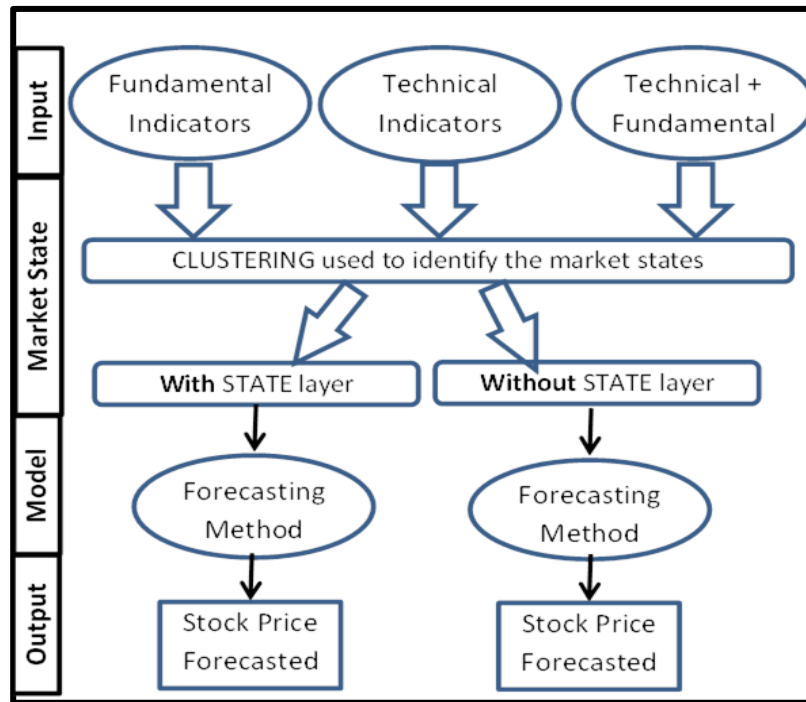 Input
Fundamental
Indicators
Technical
Indicators
Technical +
Fundamental
Market State
CLUSTERING used to identify the market states
With STATE layer
Without STATE layer
Model
Forecasting
Method
Forecasting
Method
Output
Stock Price
Forecasted
Stock Price
Forecasted